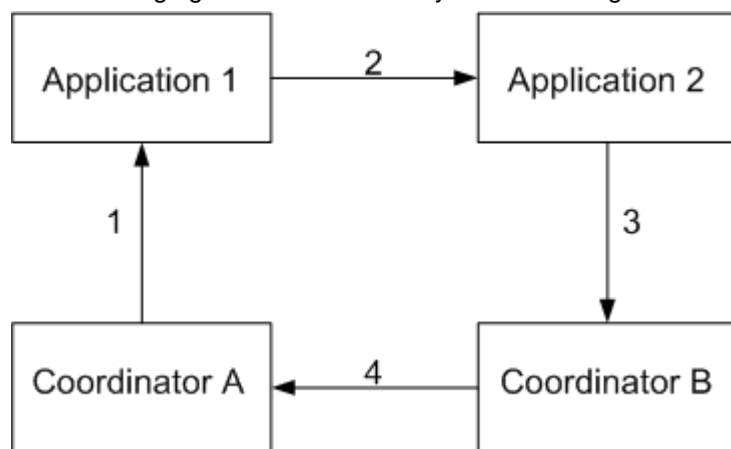 Application 1
2
Application 2
1
3
Coordinator A
4
Coordinator B